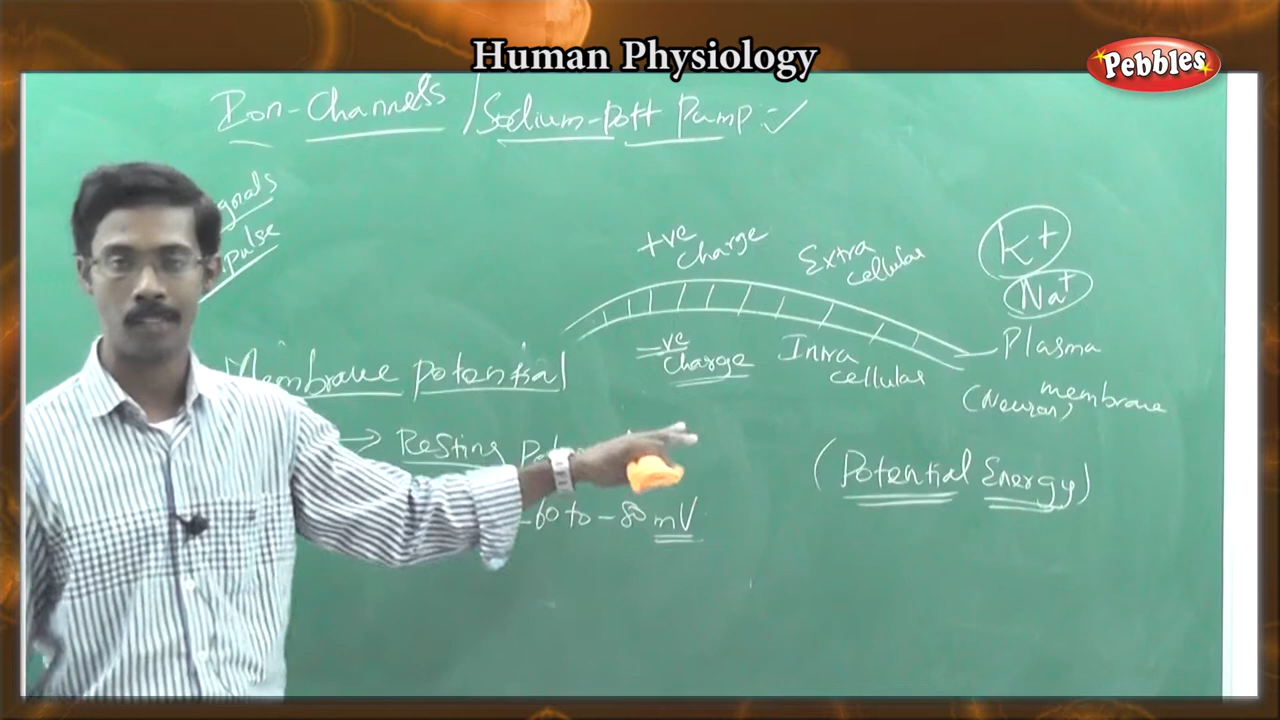 Human Physiology
Pebbles
Ion-Channels / Sodium-pott Pump :-
+ve charge
Extra cellular
K+
Na+
-ve charge
Intra cellular
Plasma membrane
(Neuron)
Membrane potential
→ Resting
(Potential Energy)
-60 to -80 mV